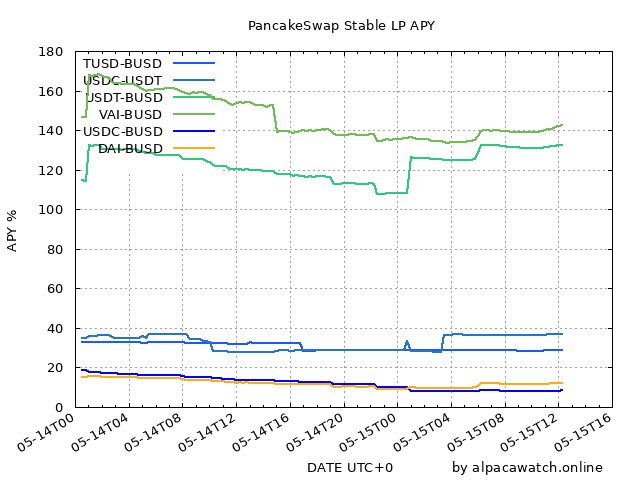 PancakeSwap Stable LP APY
180
160
140
120
100
80
60
40
20
0
APY %
TUSD-BUSD
USDC-USDT
USDT-BUSD
VAI-BUSD
USDC-BUSD
DAI-BUSD
05-14T00
05-14T04
05-14T08
05-14T12
05-14T16
05-14T20
05-15T00
05-15T04
05-15T08
05-15T12
05-15T16
DATE UTC+0
by alpacawatch.online